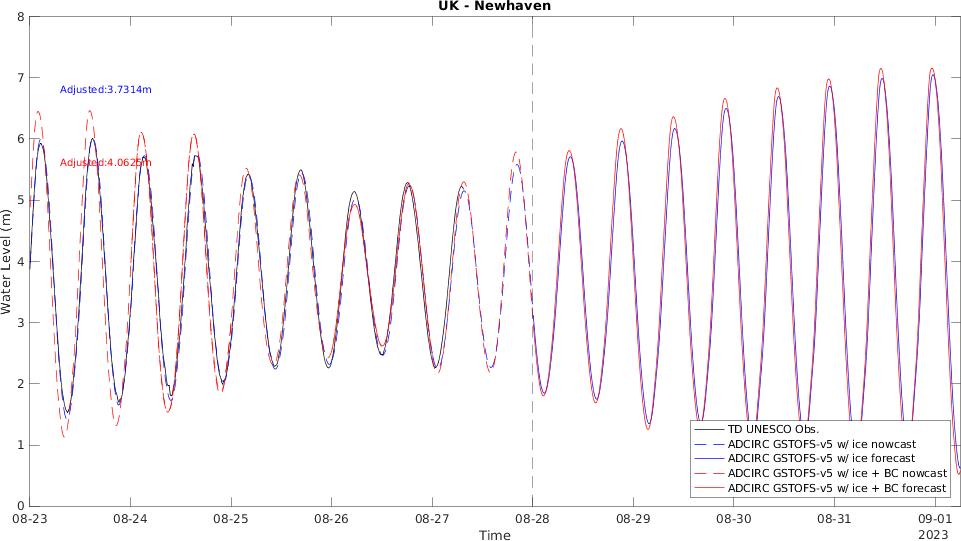 UK - Newhaven
8
7
6
5
4
3
2
1
0
Water Level (m)
Adjusted:3.7314m
Adjusted:4.0625m
TD UNESCO Obs.
ADCIRC GSTOFS-v5 w/ ice nowcast
ADCIRC GSTOFS-v5 w/ ice forecast
ADCIRC GSTOFS-v5 w/ ice + BC nowcast
ADCIRC GSTOFS-v5 w/ ice + BC forecast
08-23 08-24 08-25 08-26 08-27 08-28 08-29 08-30 08-31 09-01
Time
2023